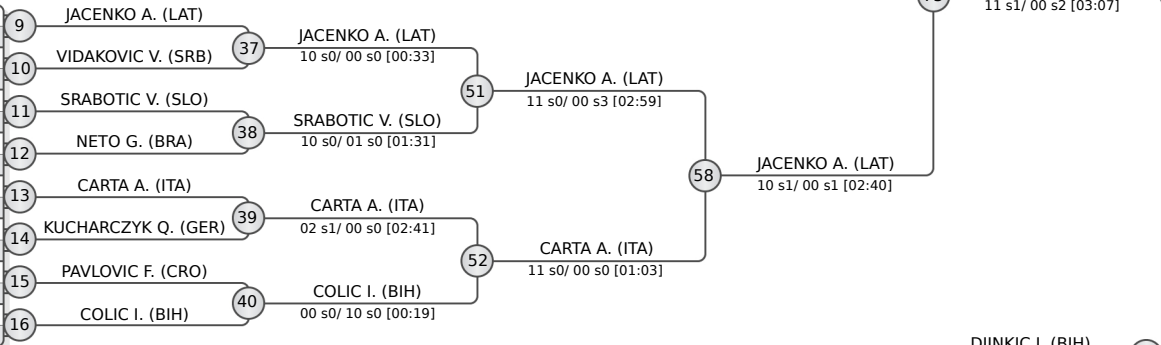 9
JACENKO A. (LAT)
10
VIDAKOVIC V. (SRB)
37
JACENKO A. (LAT)
10 s0/ 00 s0 [00:33]
11
SRABOTIC V. (SLO)
12
NETO G. (BRA)
38
SRABOTIC V. (SLO)
10 s0/ 01 s0 [01:31]
51
JACENKO A. (LAT)
11 s0/ 00 s3 [02:59]
13
CARTA A. (ITA)
14
KUCHARCZYK Q. (GER)
39
CARTA A. (ITA)
02 s1/ 00 s0 [02:41]
15
PAVLOVIC F. (CRO)
16
COLIC I. (BIH)
40
COLIC I. (BIH)
00 s0/ 10 s0 [00:19]
52
CARTA A. (ITA)
11 s0/ 00 s0 [01:03]
58
JACENKO A. (LAT)
10 s1/ 00 s1 [02:40]
11 s1/ 00 s2 [03:07]